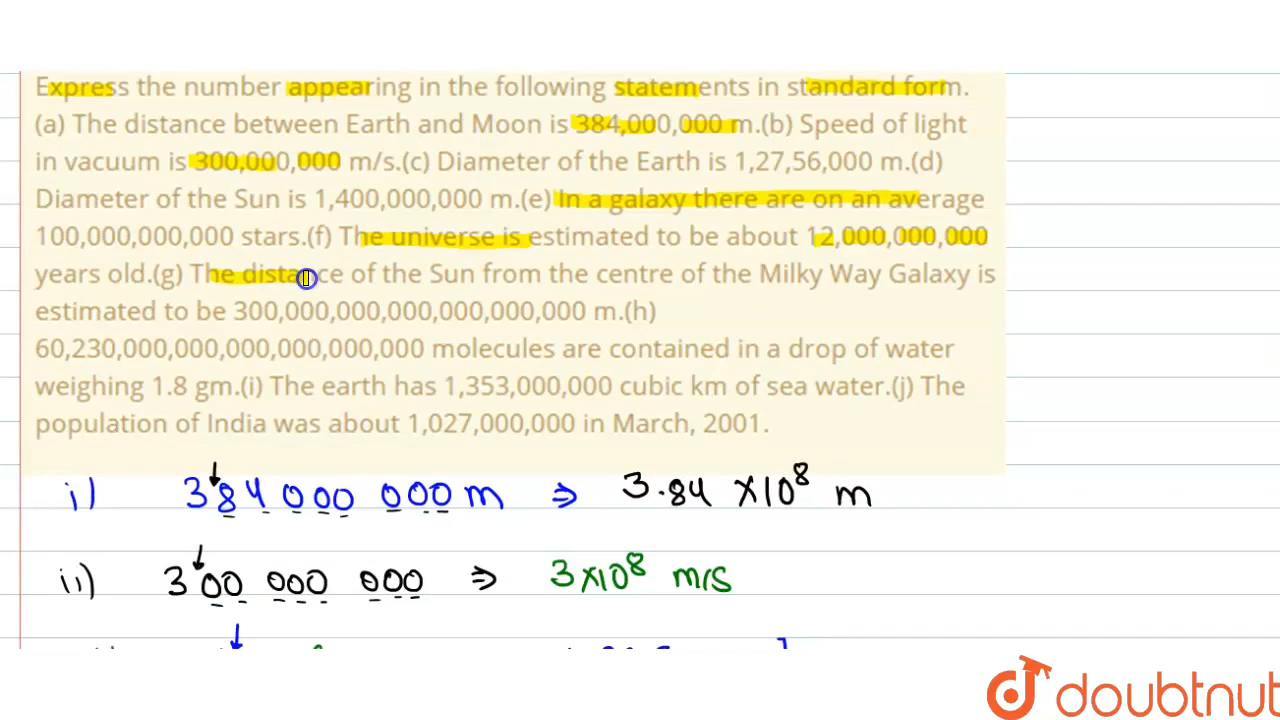 Express the number appearing in the following statements in standard form.
(a) The distance between Earth and Moon is 384,000,000 m.(b) Speed of light
in vacuum is 300,000,000 m/s.(c) Diameter of the Earth is 1,27,56,000 m.(d)
Diameter of the Sun is 1,400,000,000 m.(e) In a galaxy there are on an average
100,000,000,000 stars.(f) The universe is estimated to be about 12,000,000,000
years old.(g) The distance of the Sun from the centre of the Milky Way Galaxy is
estimated to be 300,000,000,000,000,000,000 m.(h)
60,230,000,000,000,000,000,000 molecules are contained in a drop of water
weighing 1.8 gm.(i) The earth has 1,353,000,000 cubic km of sea water.(j) The
population of India was about 1,027,000,000 in March, 2001.
i) 384 000 000 m ⇒ 3.84 ×10⁸ m
ii) 300 000 000 ⇒ 3×10⁸ m/s
doubtnut